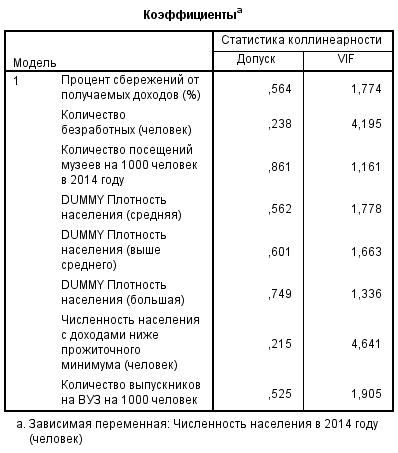 Коэффициентыa
Статистика коллинеарности
Модель
Допуск
VIF
1
Процент сбережений от
получаемых доходов (%)
,564
1,774
Количество
безработных (человек)
,238
4,195
Количество посещений
музеев на 1000 человек
в 2014 году
,861
1,161
DUMMY Плотность
населения (средняя)
,562
1,778
DUMMY Плотность
населения (выше
среднего)
,601
1,663
DUMMY Плотность
населения (большая)
,749
1,336
Численность населения
с доходами ниже
прожиточного
минимума (человек)
,215
4,641
Количество выпускников
на ВУЗ на 1000 человек
,525
1,905
a. Зависимая переменная: Численность населения в 2014 году
(человек)